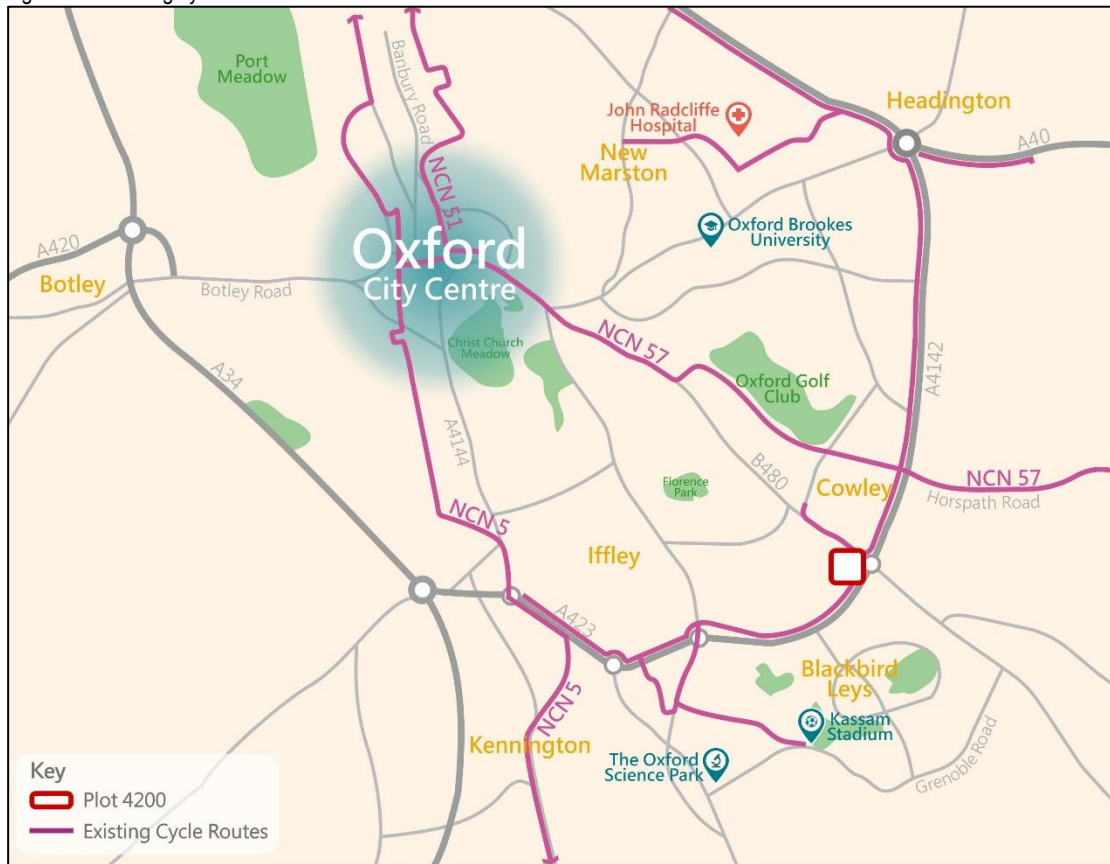 Port
Meadow
Banbury Road
Headington
John Radcliffe
Hospital
New
Marston
A40
NCN 51
Oxford Brookes
University
A420
Botley
Botley Road
Oxford
City Centre
Christ Church
Meadow
NCN 57
Oxford Golf
Club
A4142
A34
A4144
B480
Florence
Park
Cowley
NCN 57
Horspath Road
NCN 5
Iffley
A423
Blackbird
Leys
NCN 5
Kennington
Kassam
Stadium
The Oxford
Science Park
Grenoble Road
Key
Plot 4200
Existing Cycle Routes